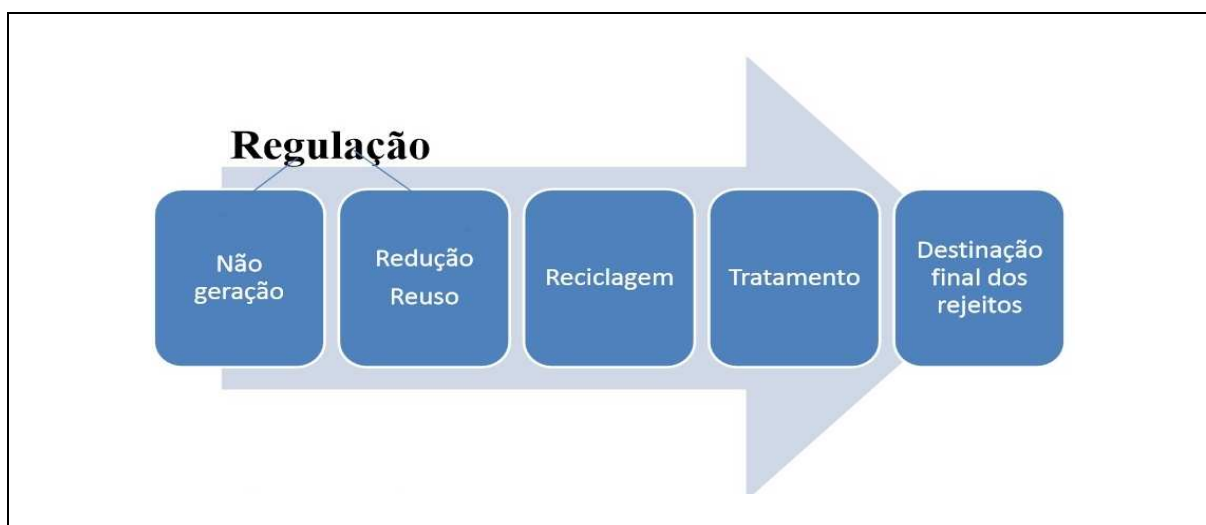 Regulação
Não
geração
Redução
Reuso
Reciclagem
Tratamento
Destinação
final dos
rejeitos